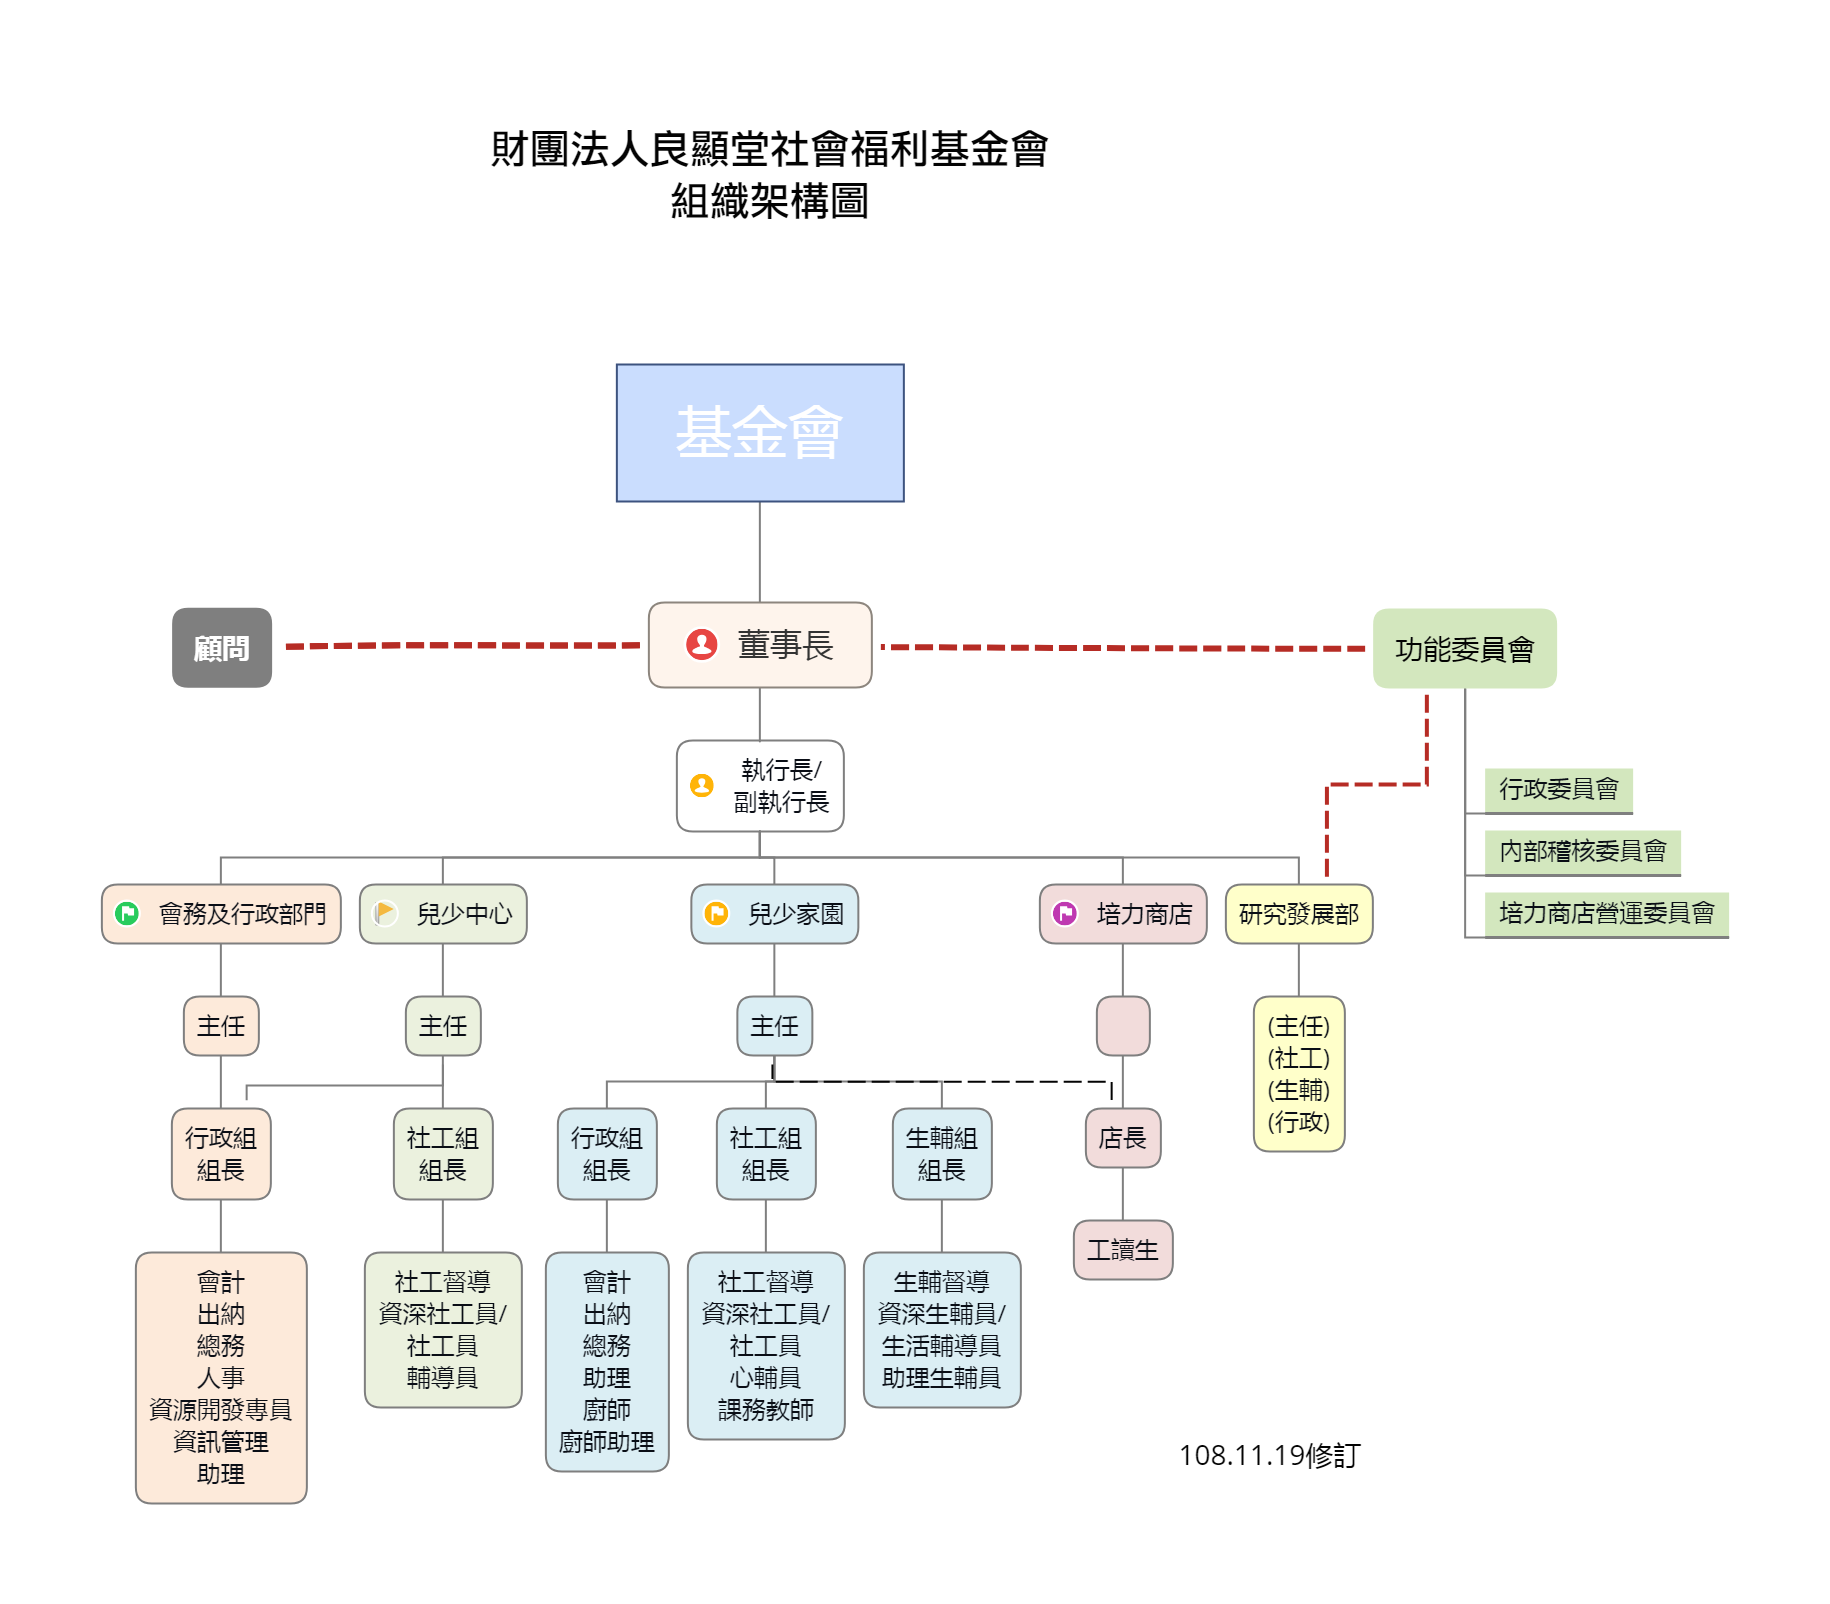 財團法人良顯堂社會福利基金會
組織架構圖
基金會
顧問
董事長
功能委員會
執行長/
副執行長
行政委員會
內部稽核委員會
培力商店營運委員會
會務及行政部門
兒少中心
兒少家園
培力商店
研究發展部
主任
主任
主任
(主任)
(社工)
(生輔)
(行政)
行政組
組長
社工組
組長
行政組
組長
社工組
組長
生輔組
組長
店長
工讀生
會計
出納
總務
人事
資源開發專員
資訊管理
助理
社工督導
資深社工員/
社工員
輔導員
會計
出納
總務
助理
廚師
廚師助理
社工督導
資深社工員/
社工員
心輔員
課務教師
生輔督導
資深生輔員/
生活輔導員
助理生輔員
108.11.19修訂